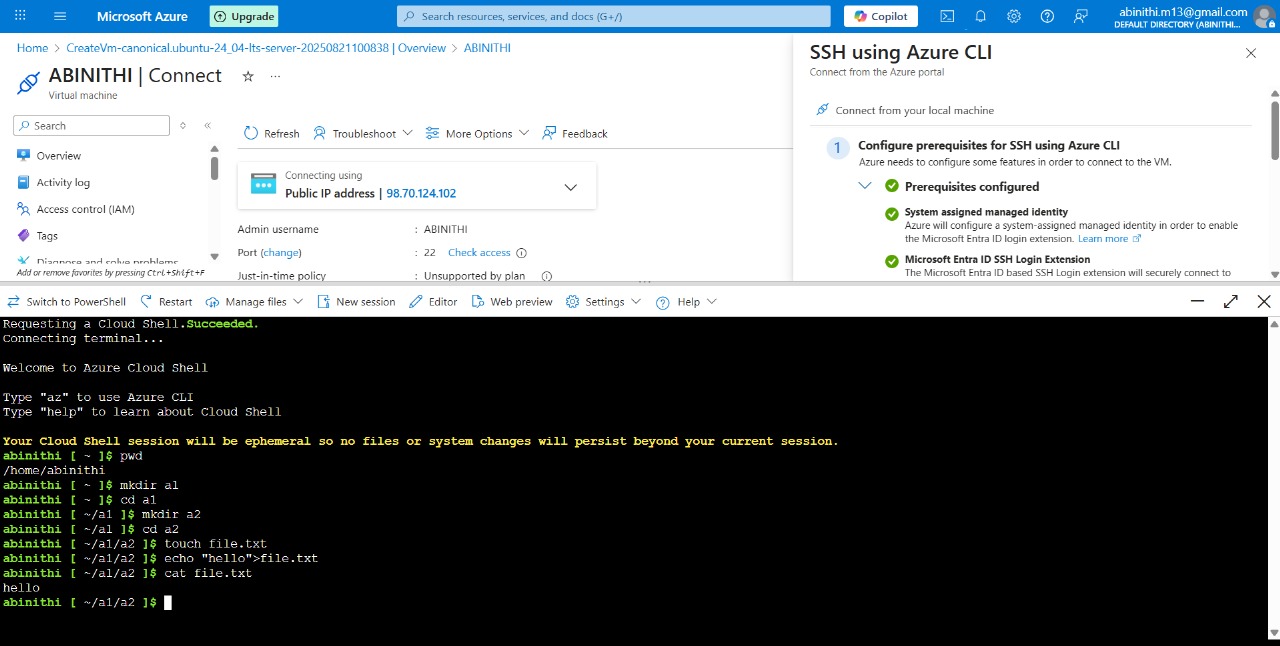 Microsoft Azure
Upgrade
Search resources, services, and docs (G+/)
Copilot
abinithi.m13@gmail.com
DEFAULT DIRECTORY (ABINITHI...
Home > CreateVm-canonical.ubuntu-24_04-lts-server-20250821100838 | Overview > ABINITHI
ABINITHI | Connect
Virtual machine
Search
Overview
Activity log
Access control (IAM)
Tags
Diagnose and solve problems
Add or remove favorites by pressing Ctrl+Shift+F
Refresh
Troubleshoot
More Options
Feedback
Connecting using
Public IP address | 98.70.124.102
Admin username : ABINITHI
Port (change) : 22 Check access
Just-in-time policy : Unsupported by plan
SSH using Azure CLI
Connect from the Azure portal
Connect from your local machine
1 Configure prerequisites for SSH using Azure CLI
Azure needs to configure some features in order to connect to the VM.
Prerequisites configured
System assigned managed identity
Azure will configure a system-assigned managed identity in order to enable
the Microsoft Entra ID login extension. Learn more
Microsoft Entra ID SSH Login Extension
The Microsoft Entra ID based SSH Login extension will securely connect to
Switch to PowerShell
Restart
Manage files
New session
Editor
Web preview
Settings
Help
Requesting a Cloud Shell.Succeeded.
Connecting terminal...
Welcome to Azure Cloud Shell
Type "az" to use Azure CLI
Type "help" to learn about Cloud Shell
Your Cloud Shell session will be ephemeral so no files or system changes will persist beyond your current session.
abinithi [ ~ ]$ pwd
/home/abinithi
abinithi [ ~ ]$ mkdir a1
abinithi [ ~ ]$ cd a1
abinithi [ ~/a1 ]$ mkdir a2
abinithi [ ~/a1 ]$ cd a2
abinithi [ ~/a1/a2 ]$ touch file.txt
abinithi [ ~/a1/a2 ]$ echo "hello">file.txt
abinithi [ ~/a1/a2 ]$ cat file.txt
hello
abinithi [ ~/a1/a2 ]$